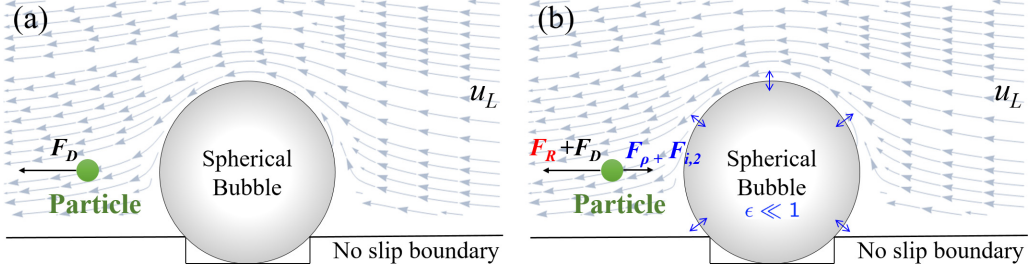 (a)
u_L
F_D
Spherical
Bubble
Particle
No slip boundary
(b)
u_L
F_R + F_D
F_ρ + F_{i,2}
Spherical
Bubble
ϵ ≪ 1
Particle
No slip boundary